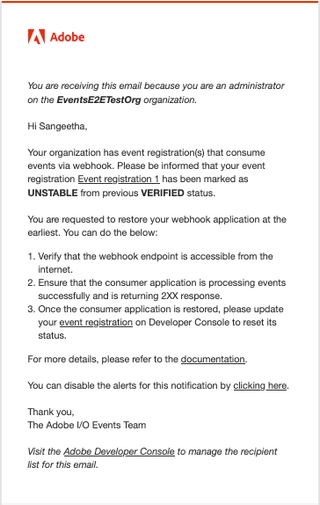 Adobe
You are receiving this email because you are an administrator
on the EventsE2ETestOrg organization.
Hi Sangeetha,
Your organization has event registration(s) that consume
events via webhook. Please be informed that your event
registration Event registration 1 has been marked as
UNSTABLE from previous VERIFIED status.
You are requested to restore your webhook application at the
earliest. You can do the below:
1. Verify that the webhook endpoint is accessible from the
internet.
2. Ensure that the consumer application is processing events
successfully and is returning 2XX response.
3. Once the consumer application is restored, please update
your event registration on Developer Console to reset its
status.
For more details, please refer to the documentation.
You can disable the alerts for this notification by clicking here.
Thank you,
The Adobe I/O Events Team
Visit the Adobe Developer Console to manage the recipient
list for this email.